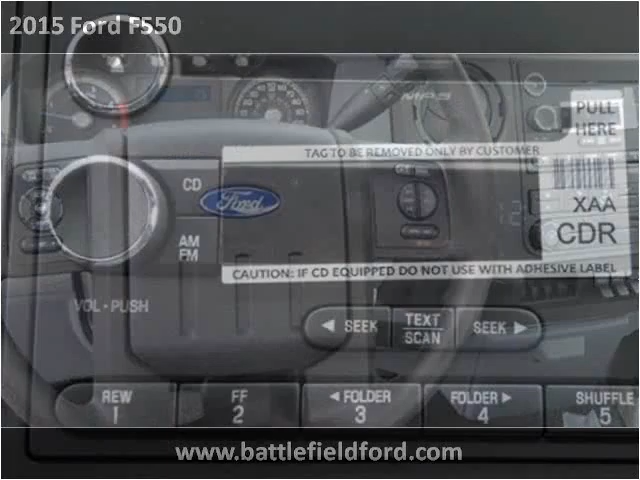 2015 Ford F550
PULL
HERE
MP3
TAG TO BE REMOVED ONLY BY CUSTOMER
CD
Ford
XAA
CDR
AM
FM
CAUTION: IF CD EQUIPPED DO NOT USE WITH ADHESIVE LABEL
VOL • PUSH
◄ SEEK
TEXT
SCAN
SEEK ►
REW
1
FF
2
◄ FOLDER
3
FOLDER ►
4
SHUFFLE
5
www.battlefieldford.com